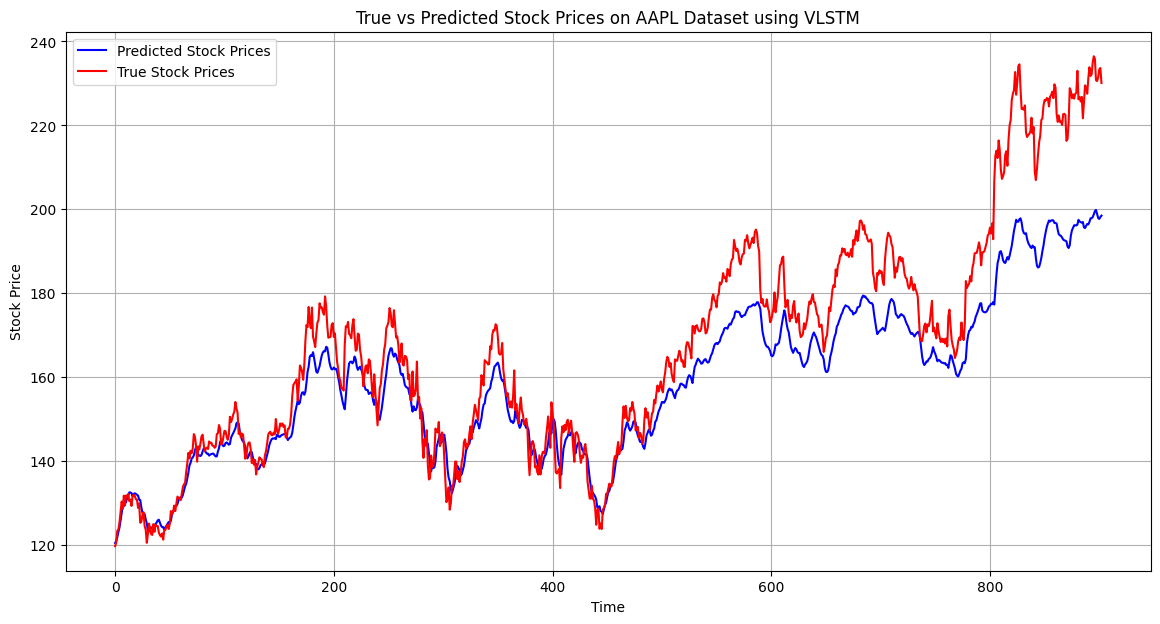 True vs Predicted Stock Prices on AAPL Dataset using VLSTM
Predicted Stock Prices
True Stock Prices
Stock Price
240
220
200
180
160
140
120
0 200 400 600 800
Time